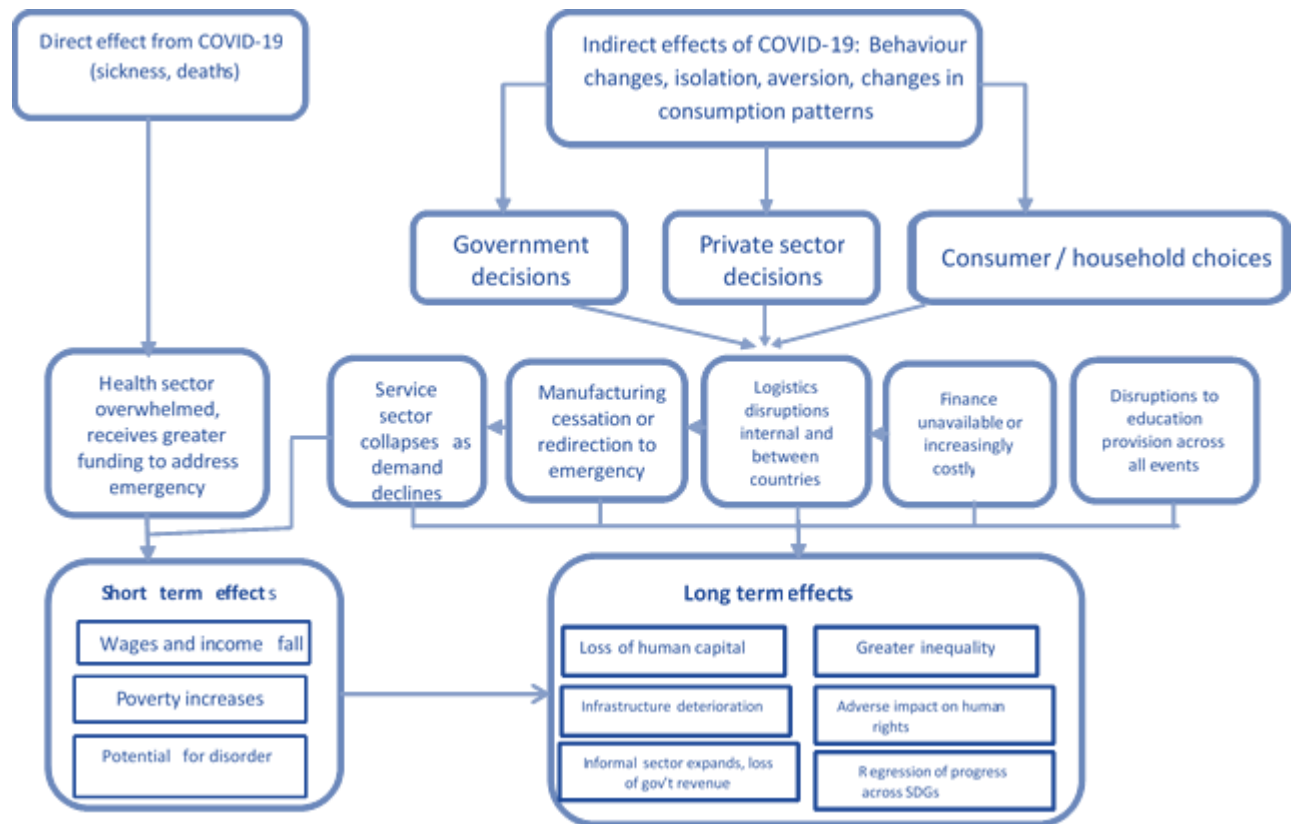 Direct effect from COVID-19
(sickness, deaths)
Indirect effects of COVID-19: Behaviour
changes, isolation, aversion, changes in
consumption patterns
Government
decisions
Private sector
decisions
Consumer / household choices
Health sector
overwhelmed,
receives greater
funding to address
emergency
Service
sector
collapses as
demand
declines
Manufacturing
cessation or
redirection to
emergency
Logistics
disruptions
internal and
between
countries
Finance
unavailable or
increasingly
costly
Disruptions to
education
provision across
all events
Short term effects
Wages and income fall
Poverty increases
Potential for disorder
Long term effects
Loss of human capital
Greater inequality
Infrastructure deterioration
Adverse impact on human
rights
Informal sector expands, loss
of gov't revenue
Regression of progress
across SDGs